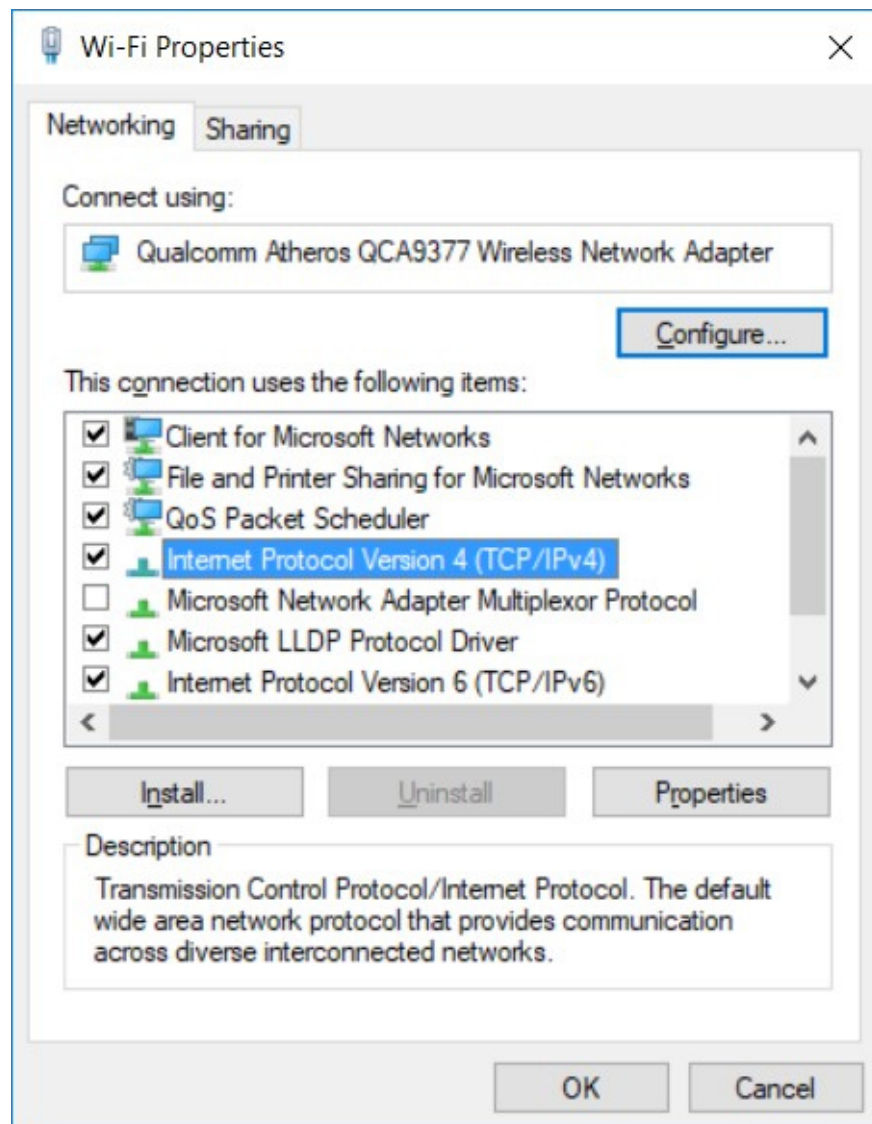 Wi-Fi Properties
Networking
Sharing
Connect using:
Qualcomm Atheros QCA9377 Wireless Network Adapter
Configure...
This connection uses the following items:
Client for Microsoft Networks
File and Printer Sharing for Microsoft Networks
QoS Packet Scheduler
Internet Protocol Version 4 (TCP/IPv4)
Microsoft Network Adapter Multiplexor Protocol
Microsoft LLDP Protocol Driver
Internet Protocol Version 6 (TCP/IPv6)
Install...
Uninstall
Properties
Description
Transmission Control Protocol/Internet Protocol. The default
wide area network protocol that provides communication
across diverse interconnected networks.
OK
Cancel